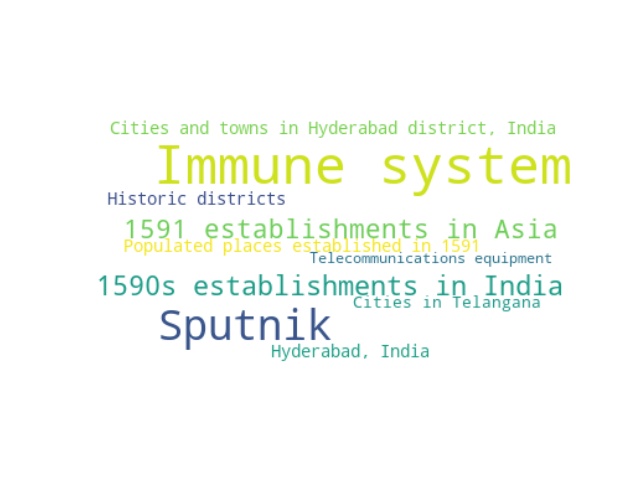 Cities and towns in Hyderabad district, India
Immune system
Historic districts
1591 establishments in Asia
Populated places established in 1591
Telecommunications equipment
1590s establishments in India
Cities in Telangana
Sputnik
Hyderabad, India